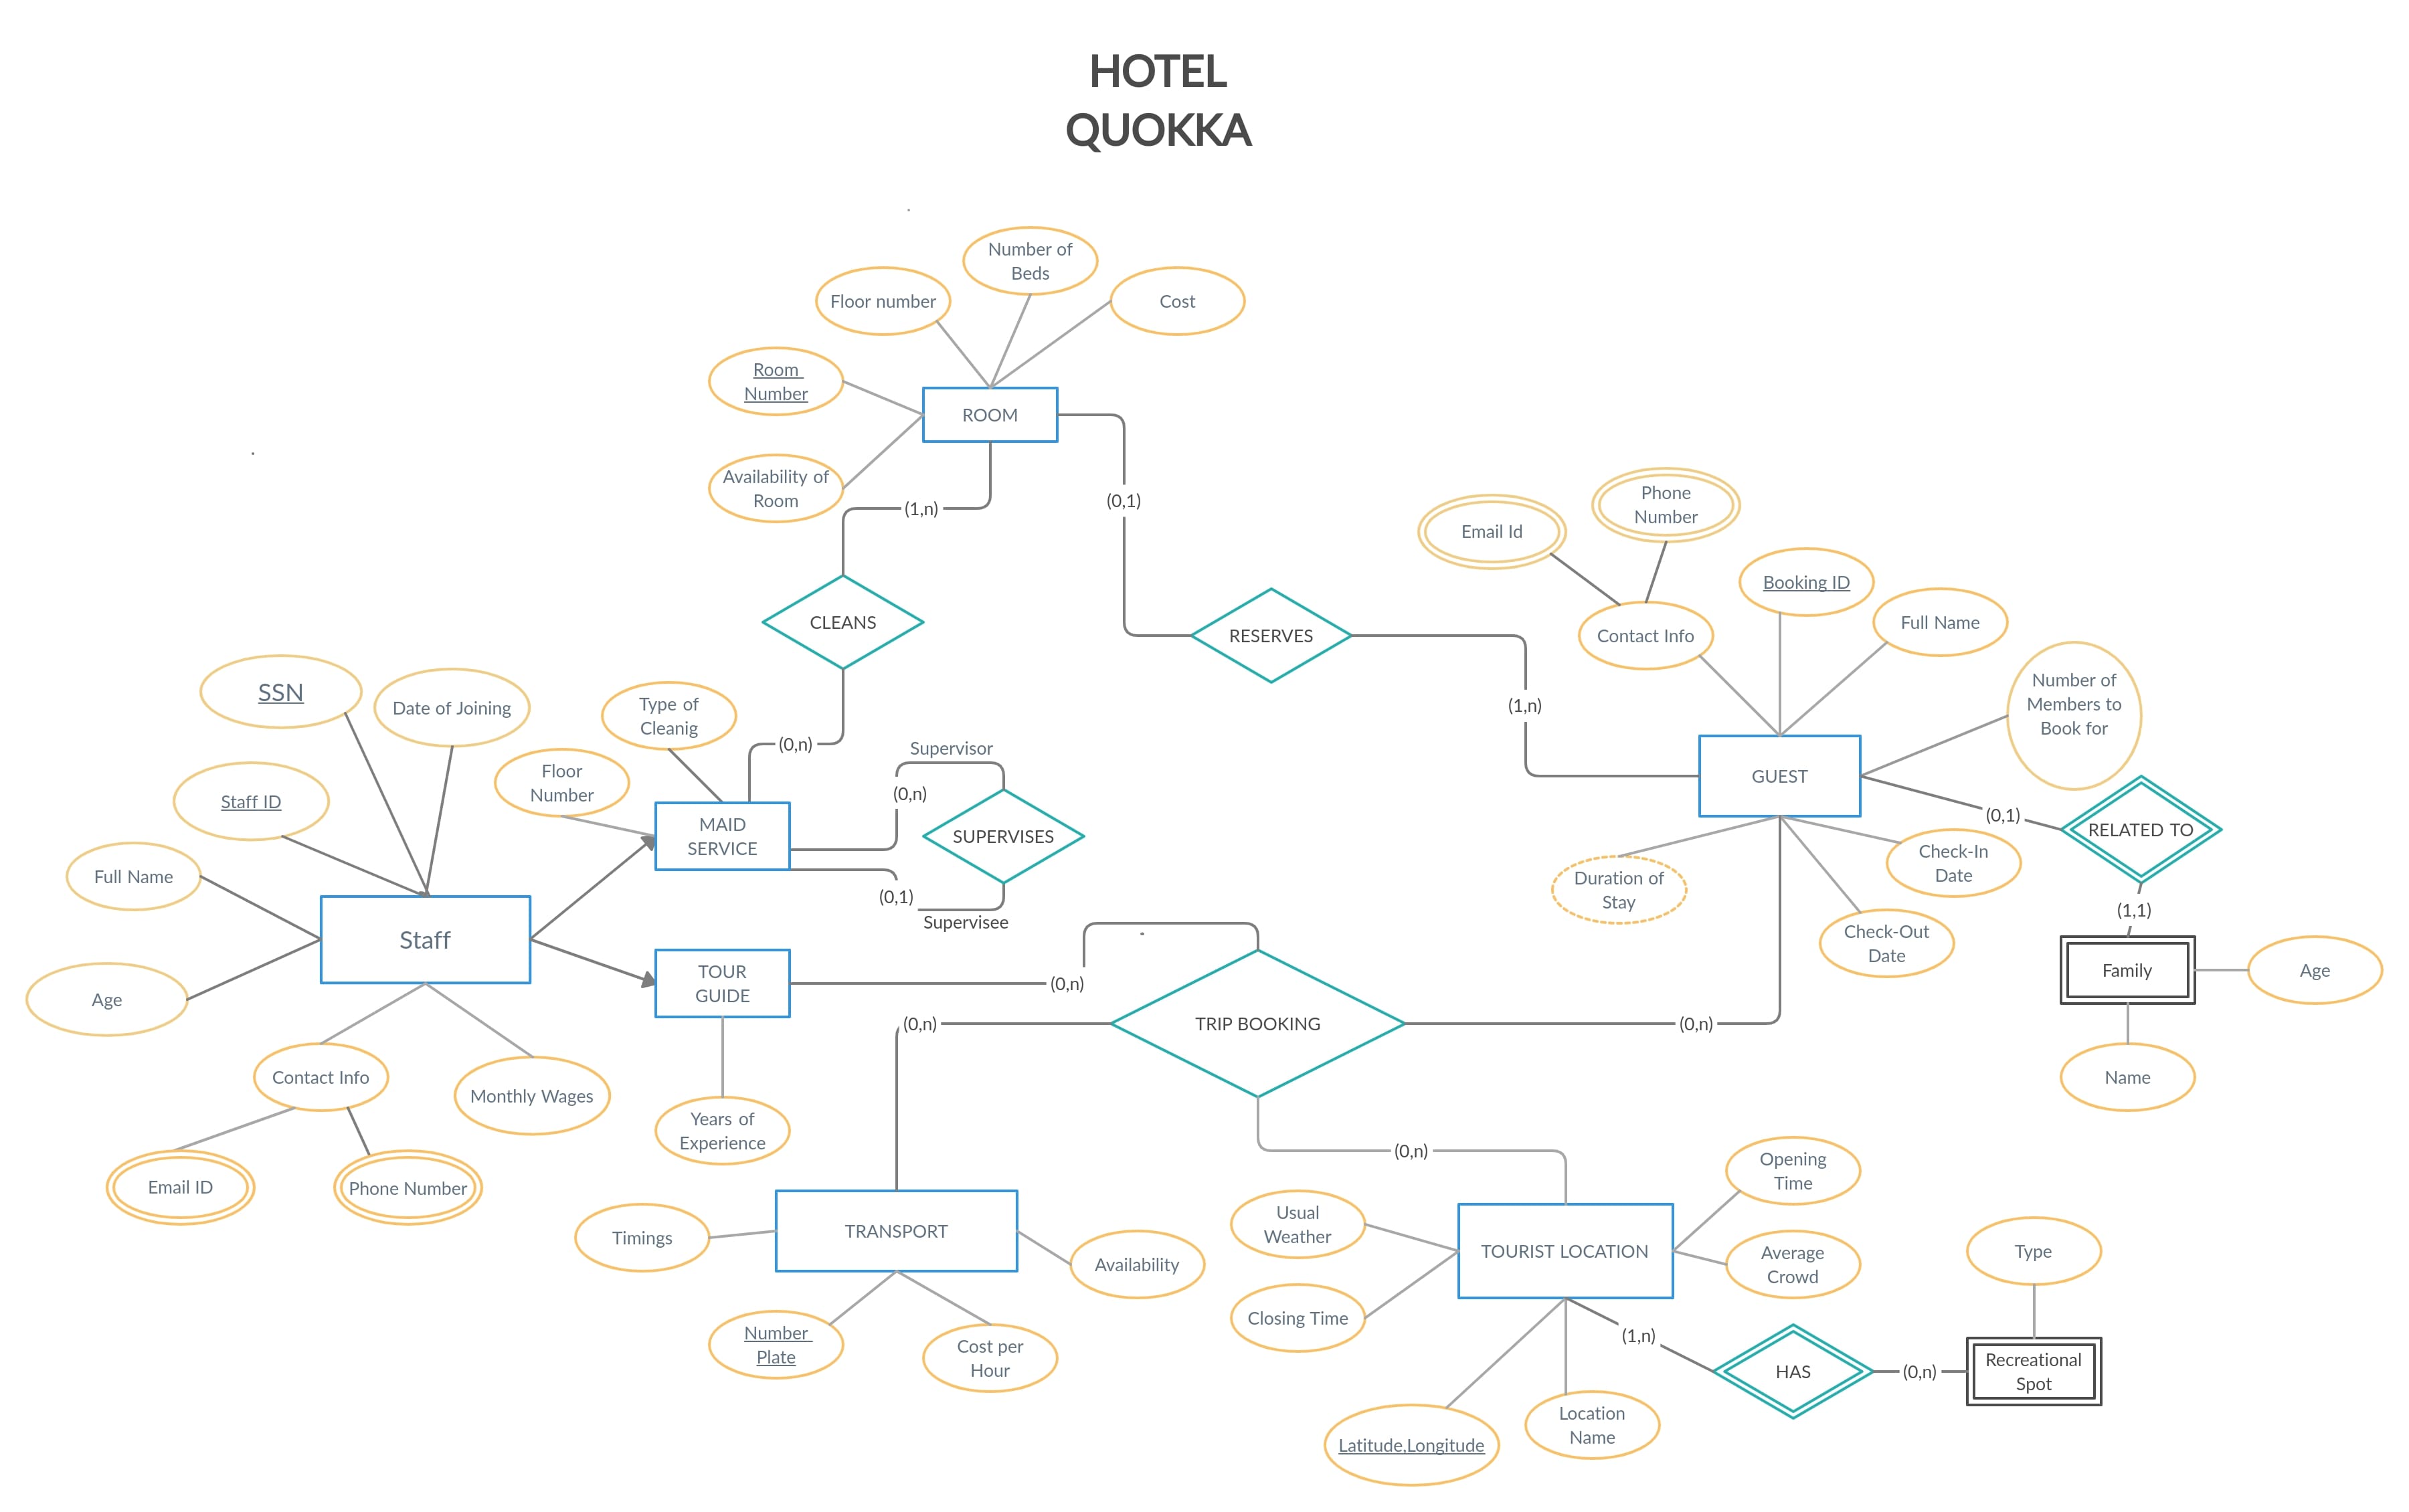 HOTEL
QUOKKA
Number of
Beds
Floor number
Cost
Room
Number
ROOM
Availability of
Room
(1,n)
(0,1)
CLEANS
RESERVES
(0,n)
(1,n)
Email Id
Phone
Number
Booking ID
Contact Info
Full Name
Number of
Members to
Book for
GUEST
(0,1)
RELATED TO
Duration of
Stay
Check-In
Date
Check-Out
Date
(1,1)
Family
Age
Name
SSN
Date of Joining
Staff ID
Full Name
Age
Staff
Contact Info
Monthly Wages
Email ID
Phone Number
Type of
Cleanig
Floor
Number
MAID
SERVICE
Supervisor
(0,n)
SUPERVISES
(0,1)
Supervisee
TOUR
GUIDE
Years of
Experience
(0,n)
(0,n)
TRIP BOOKING
(0,n)
(0,n)
Timings
TRANSPORT
Availability
Number
Plate
Cost per
Hour
Usual
Weather
TOURIST LOCATION
Opening
Time
Average
Crowd
Closing Time
Latitude,Longitude
Location
Name
(1,n)
HAS
(0,n)
Type
Recreational
Spot